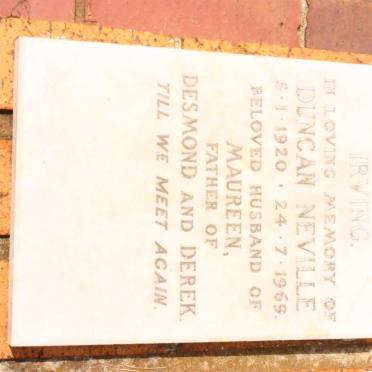 IRVING.
IN LOVING MEMORY OF
DUNCAN NEVILLE
5·1·1920 · 24·7·1969.
BELOVED HUSBAND OF
MAUREEN,
FATHER OF
DESMOND AND DEREK.
TILL WE MEET AGAIN.